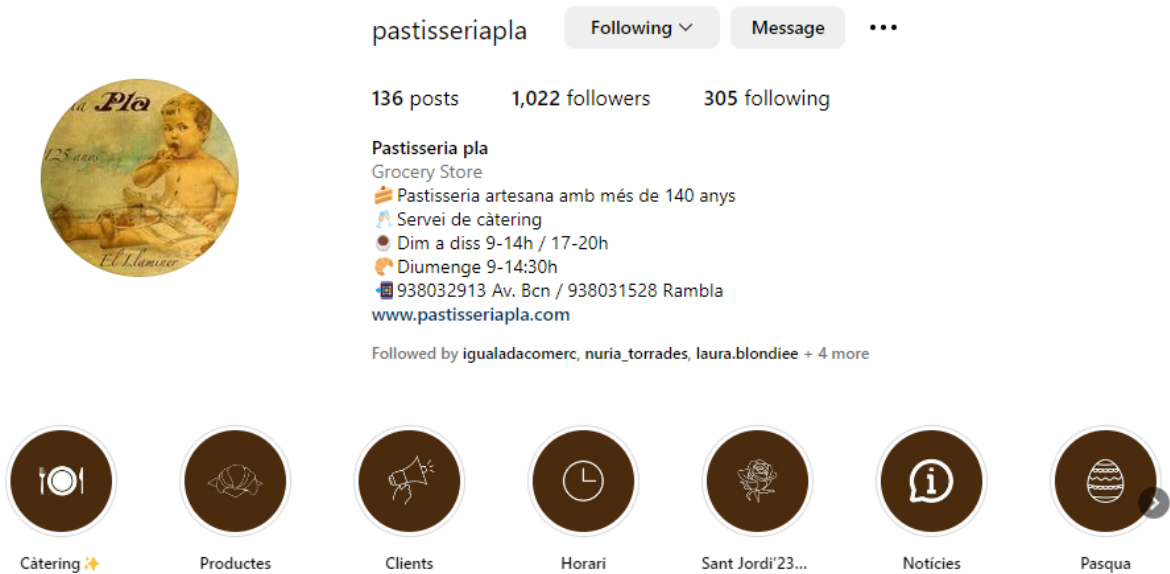 pastisseriapla
Following
Message
136 posts
1,022 followers
305 following
Pla
125 anys
El Llaminer
Pastisseria pla
Grocery Store
Pastisseria artesana amb més de 140 anys
Servei de càtering
Dim a diss 9-14h / 17-20h
Diumenge 9-14:30h
938032913 Av. Bcn / 938031528 Rambla
www.pastisseriapla.com
Followed by igualadacomerc, nuria_torrades, laura.blondiee + 4 more
Càtering✨
Productes
Clients
Horari
Sant Jordi'23...
Notícies
Pasqua